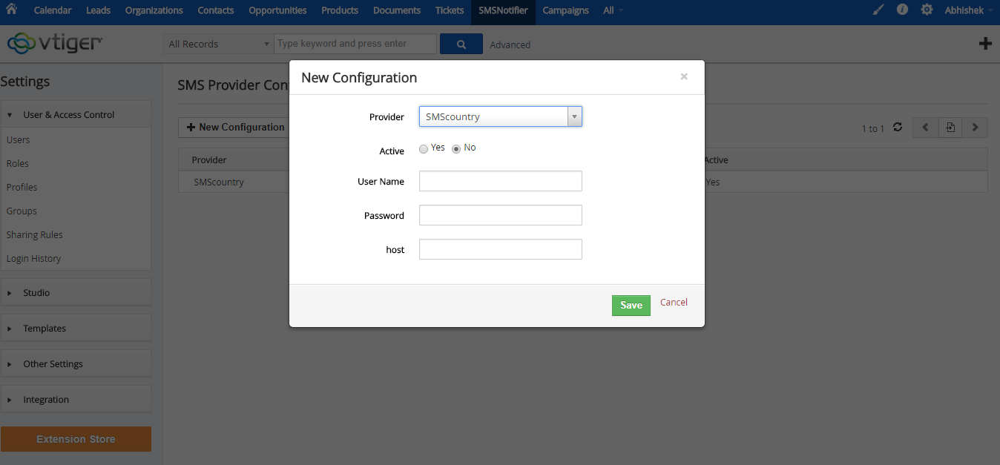 Calendar Leads Organizations Contacts Opportunities Products Documents Tickets SMSNotifier Campaigns All Abhishek
vtiger All Records Type keyword and press enter Advanced
Settings
SMS Provider Con
New Configuration ×
User & Access Control
Provider SMScountry
New Configuration
1 to 1
Users
Active Yes No
Roles
Provider
Active
SMScountry
Yes
User Name
Profiles
Groups
Password
Sharing Rules
host
Login History
Studio
Save Cancel
Templates
Other Settings
Integration
Extension Store